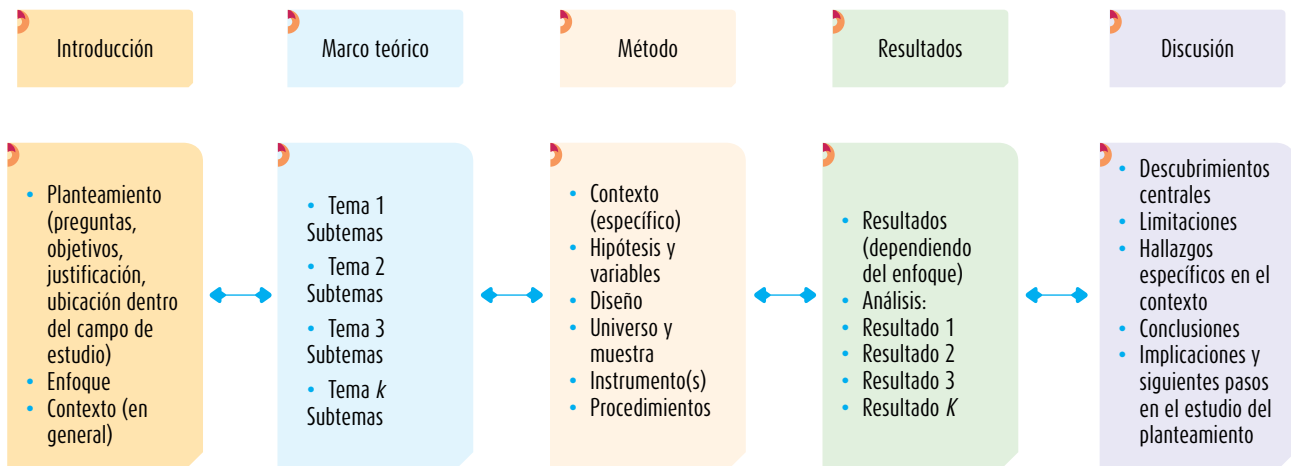 Introducción
Marco teórico
Método
Resultados
Discusión
• Planteamiento
(preguntas,
objetivos,
justificación,
ubicación dentro
del campo de
estudio)
• Enfoque
• Contexto (en
general)
• Tema 1
Subtemas
• Tema 2
Subtemas
• Tema 3
Subtemas
• Tema k
Subtemas
• Contexto
(específico)
• Hipótesis y
variables
• Diseño
• Universo y
muestra
• Instrumento(s)
• Procedimientos
• Resultados
(dependiendo
del enfoque)
• Análisis:
• Resultado 1
• Resultado 2
• Resultado 3
• Resultado K
• Descubrimientos
centrales
• Limitaciones
• Hallazgos
específicos en el
contexto
• Conclusiones
• Implicaciones y
siguientes pasos
en el estudio del
planteamiento